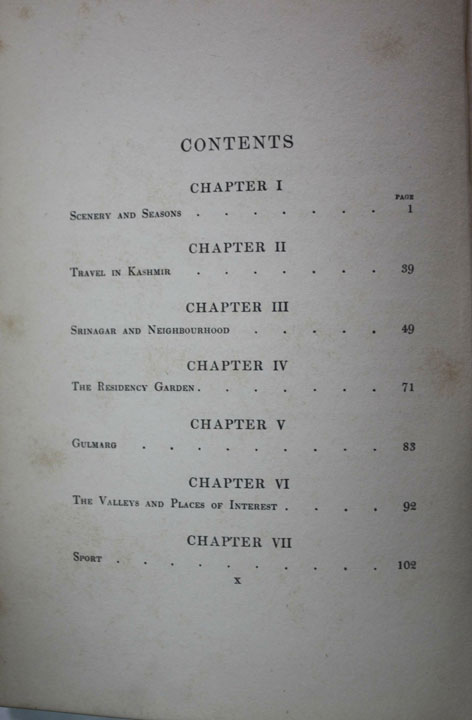 CONTENTS
CHAPTER I
PAGE
Scenery and Seasons . . . . . . . 1
CHAPTER II
Travel in Kashmir . . . . . . . 39
CHAPTER III
Srinagar and Neighbourhood . . . . . 49
CHAPTER IV
The Residency Garden . . . . . . . 71
CHAPTER V
Gulmarg . . . . . . . . . 83
CHAPTER VI
The Valleys and Places of Interest . . . . 92
CHAPTER VII
Sport . . . . . . . . . . 102
x